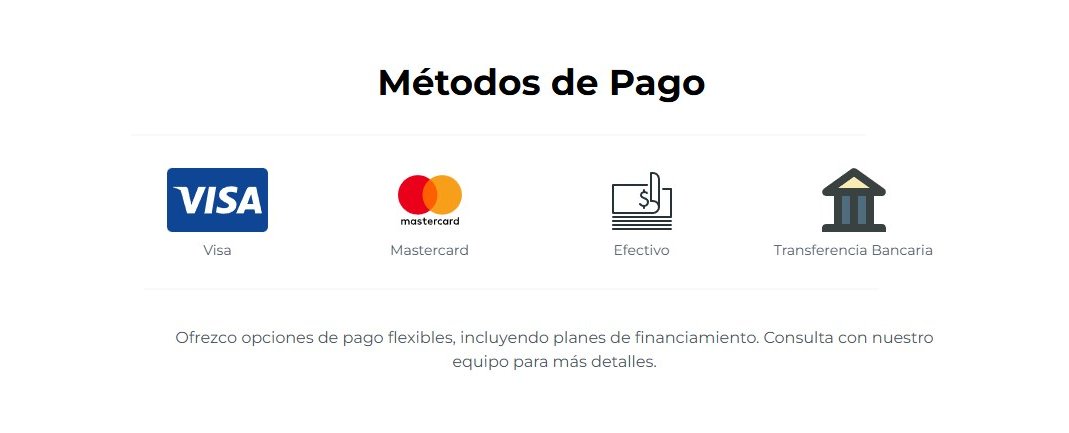 Métodos de Pago
VISA
mastercard
$
Visa
Mastercard
Efectivo
Transferencia Bancaria
Ofrezco opciones de pago flexibles, incluyendo planes de financiamiento. Consulta con nuestro
equipo para más detalles.